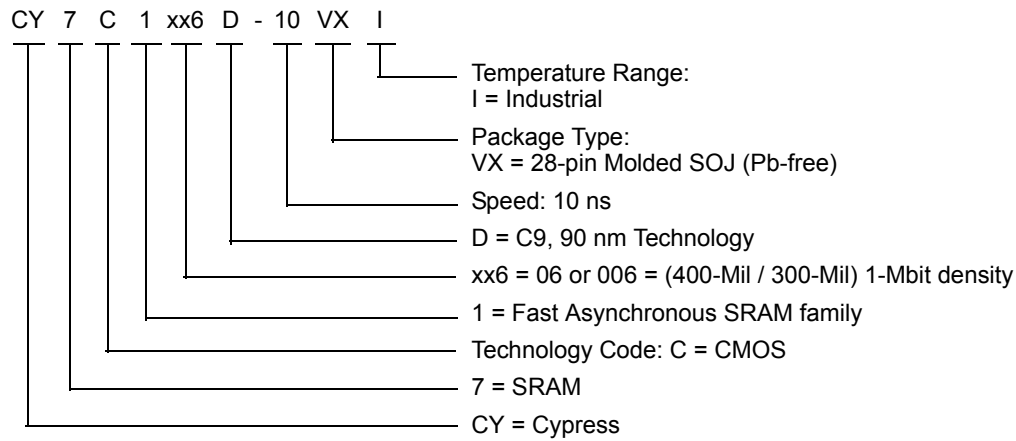 CY 7 C 1 xx6 D - 10 VX I
Temperature Range:
I = Industrial
Package Type:
VX = 28-pin Molded SOJ (Pb-free)
Speed: 10 ns
D = C9, 90 nm Technology
xx6 = 06 or 006 = (400-Mil / 300-Mil) 1-Mbit density
1 = Fast Asynchronous SRAM family
Technology Code: C = CMOS
7 = SRAM
CY = Cypress